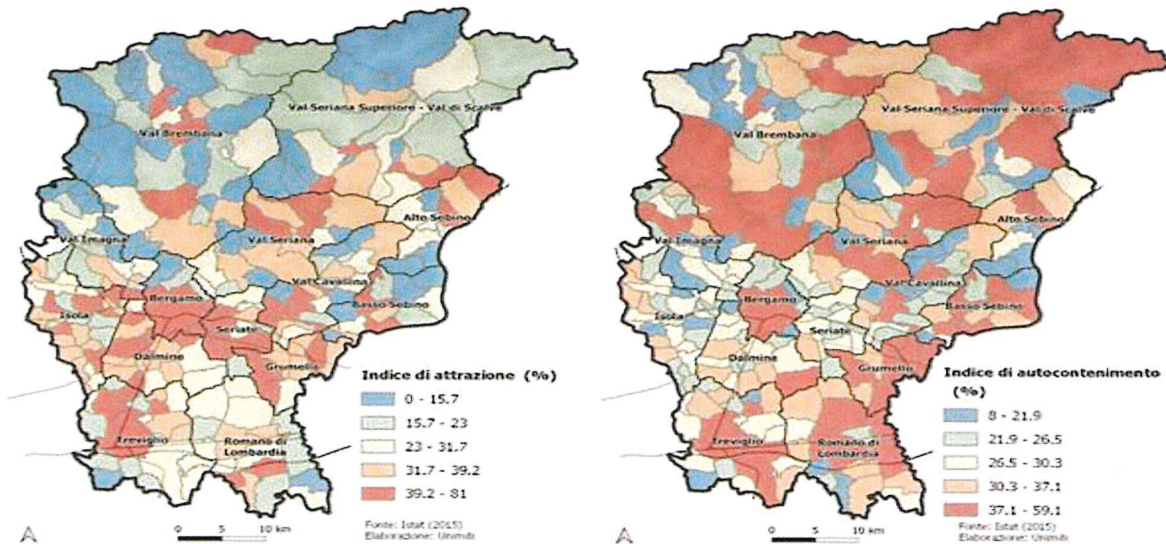 Val Seriana Superiore - Val di Scalve
Val Brembana
Alto Sebino
Val Imagna
Val Seriana
Val Cavallina
Basso Sebino
Bergamo
Isola
Seriate
Dalmine
Grumello
Treviglio
Romano di
Lombardia
Indice di attrazione (%)
0 - 15.7
15.7 - 23
23 - 31.7
31.7 - 39.2
39.2 - 81
0 5 10 km
Fonte: Istat (2015)
Elaborazione: Unimib
A
Val Seriana Superiore - Val di Scalve
Val Brembana
Alto Sebino
Val Imagna
Val Seriana
Val Cavallina
Basso Sebino
Bergamo
Isola
Seriate
Dalmine
Grumello
Treviglio
Romano di
Lombardia
Indice di autocontenimento
(%)
8 - 21.9
21.9 - 26.5
26.5 - 30.3
30.3 - 37.1
37.1 - 59.1
0 5 10 km
Fonte: Istat (2015)
Elaborazione: Unimib
A